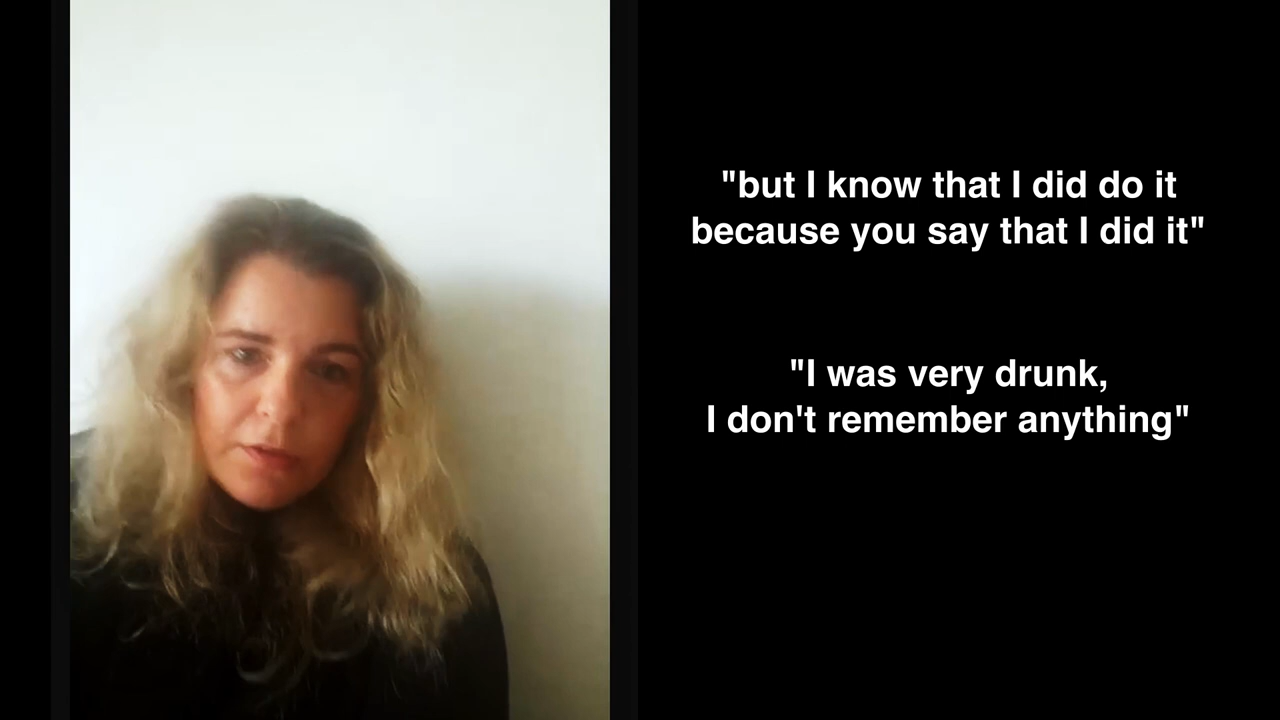 "but I know that I did do it
because you say that I did it"
"I was very drunk,
I don't remember anything"